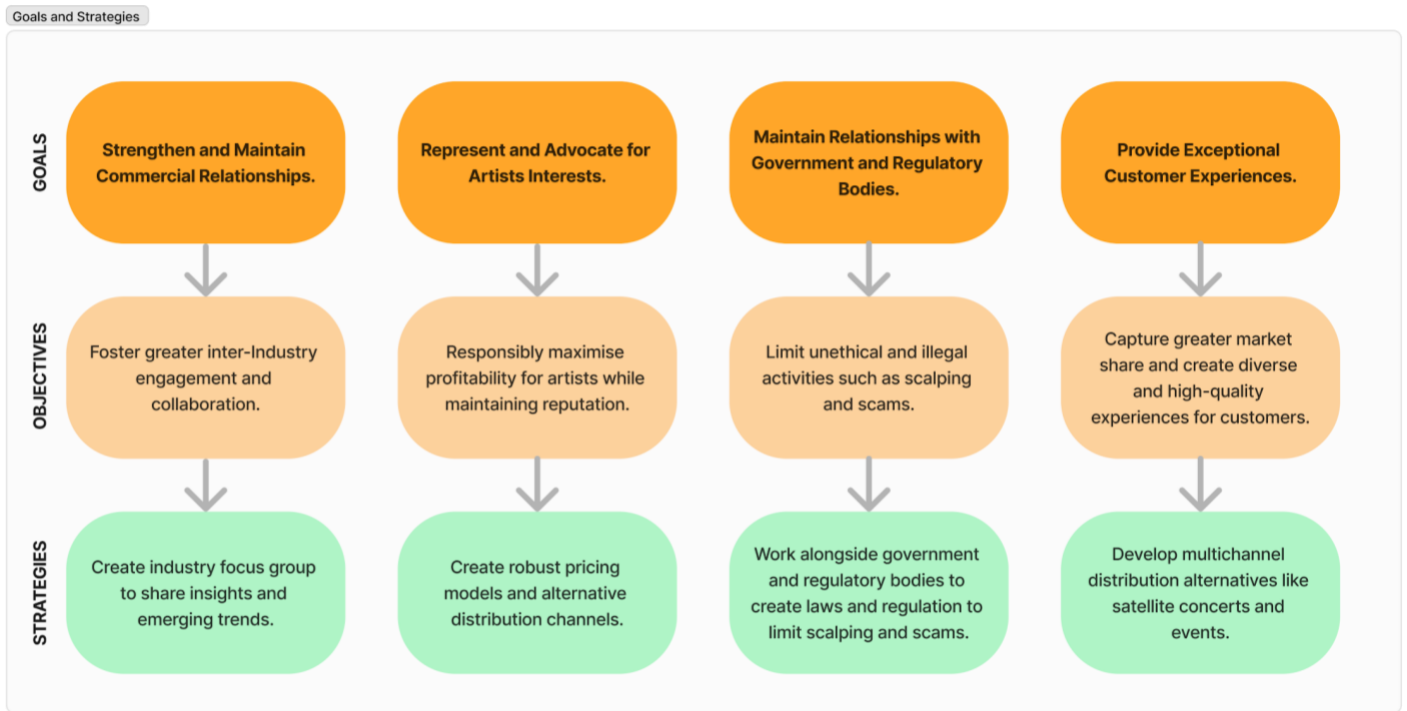 Goals and Strategies
GOALS
Strengthen and Maintain
Commercial Relationships.
Represent and Advocate for
Artists Interests.
Maintain Relationships with
Government and Regulatory
Bodies.
Provide Exceptional
Customer Experiences.
OBJECTIVES
Foster greater inter-Industry
engagement and
collaboration.
Responsibly maximise
profitability for artists while
maintaining reputation.
Limit unethical and illegal
activities such as scalping
and scams.
Capture greater market
share and create diverse
and high-quality
experiences for customers.
STRATEGIES
Create industry focus group
to share insights and
emerging trends.
Create robust pricing
models and alternative
distribution channels.
Work alongside government
and regulatory bodies to
create laws and regulation to
limit scalping and scams.
Develop multichannel
distribution alternatives like
satellite concerts and
events.